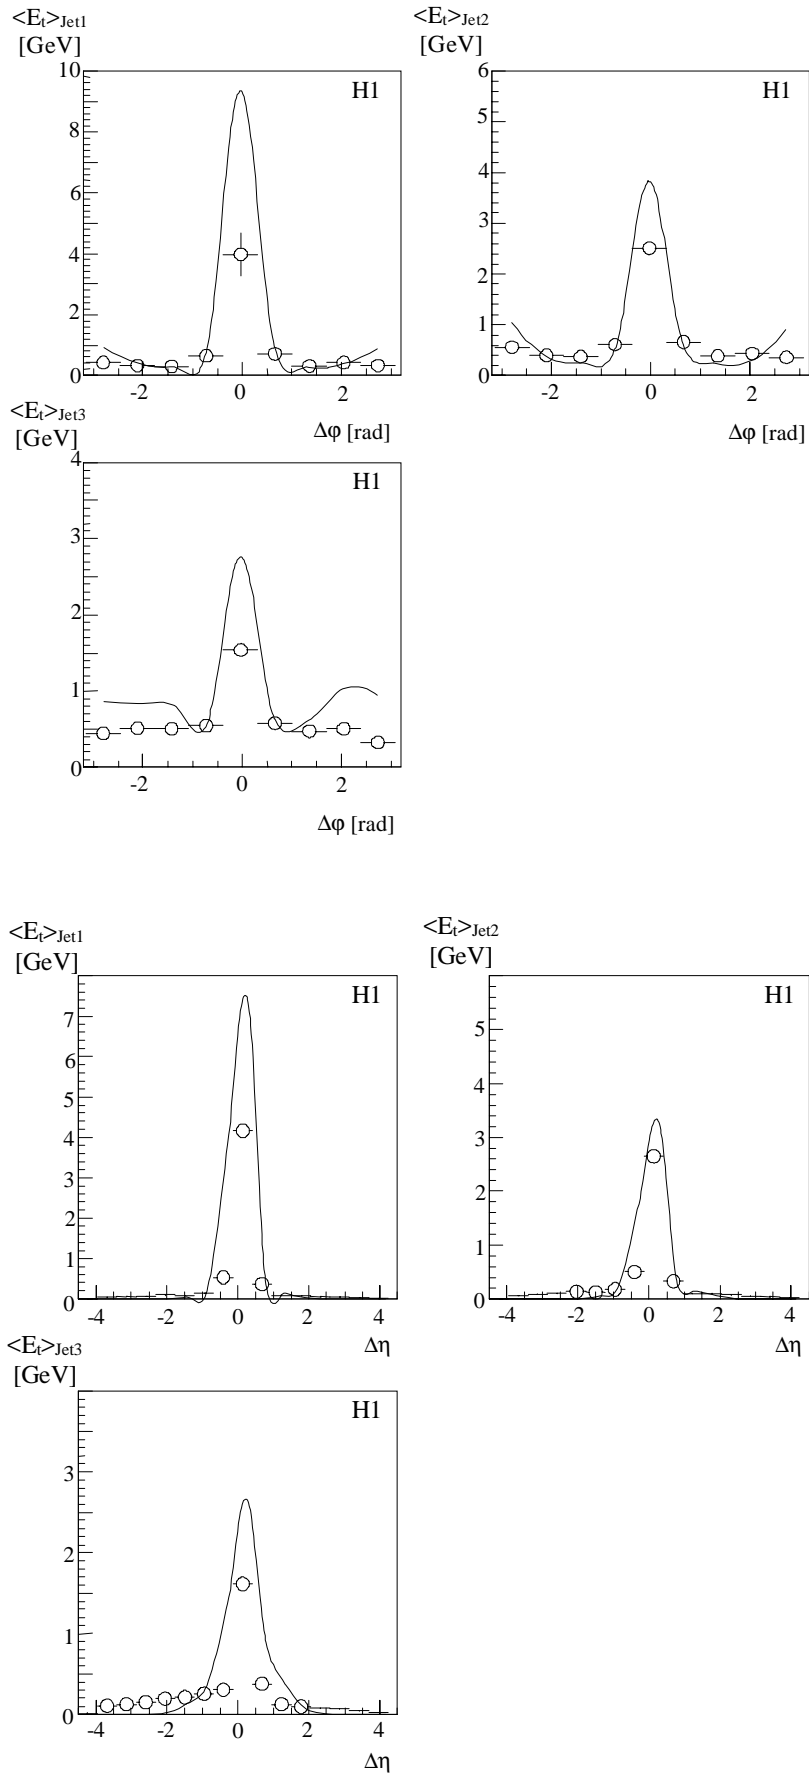 <Et>Jet1
[GeV]
H1
10
8
6
4
2
0
-2 0 2
Δφ [rad]
<Et>Jet2
[GeV]
H1
6
5
4
3
2
1
0
-2 0 2
Δφ [rad]
<Et>Jet3
[GeV]
H1
4
3
2
1
0
-2 0 2
Δφ [rad]
<Et>Jet1
[GeV]
H1
7
6
5
4
3
2
1
0
-4 -2 0 2 4
Δη
<Et>Jet2
[GeV]
H1
5
4
3
2
1
0
-4 -2 0 2 4
Δη
<Et>Jet3
[GeV]
H1
3
2
1
0
-4 -2 0 2 4
Δη